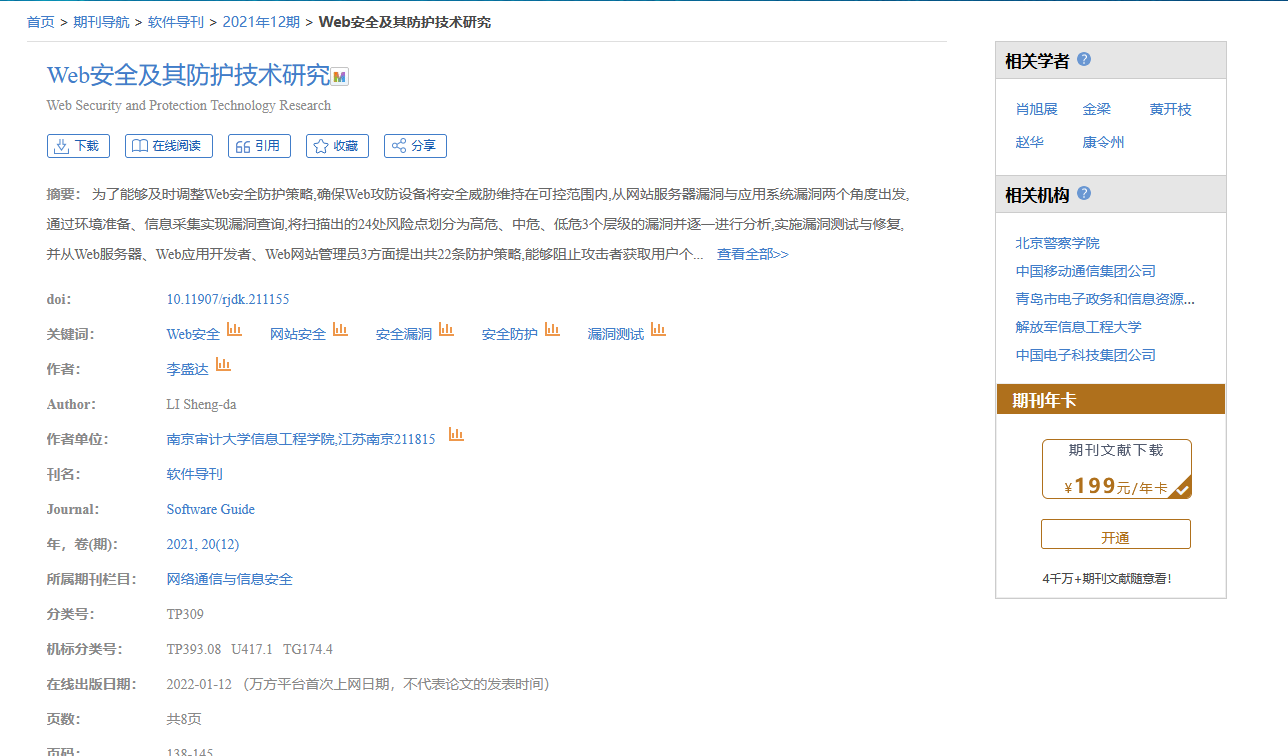 首页 > 期刊导航 > 软件导刊 > 2021年12期 > Web安全及其防护技术研究
Web安全及其防护技术研究 M
Web Security and Protection Technology Research
下载 在线阅读 引用 收藏 分享
摘要： 为了能够及时调整Web安全防护策略,确保Web攻防设备将安全威胁维持在可控范围内,从网站服务器漏洞与应用系统漏洞两个角度出发,
通过环境准备、信息采集实现漏洞查询,将扫描出的24处风险点划分为高危、中危、低危3个层级的漏洞并逐一进行分析,实施漏洞测试与修复,
并从Web服务器、Web应用开发者、Web网站管理员3方面提出共22条防护策略,能够阻止攻击者获取用户个... 查看全部>>
doi： 10.11907/rjdk.211155
关键词： Web安全 网站安全 安全漏洞 安全防护 漏洞测试
作者： 李盛达
Author： LI Sheng-da
作者单位： 南京审计大学信息工程学院,江苏南京211815
刊名： 软件导刊
Journal： Software Guide
年，卷(期)： 2021, 20(12)
所属期刊栏目： 网络通信与信息安全
分类号： TP309
机标分类号： TP393.08 U417.1 TG174.4
在线出版日期： 2022-01-12 （万方平台首次上网日期，不代表论文的发表时间）
页数： 共8页
页码： 138-145
相关学者 ?
肖旭展 金梁 黄开枝
赵华 康令州
相关机构 ?
北京警察学院
中国移动通信集团公司
青岛市电子政务和信息资源...
解放军信息工程大学
中国电子科技集团公司
期刊年卡
期刊文献下载
¥199元/年卡
开通
4千万+期刊文献随意看！